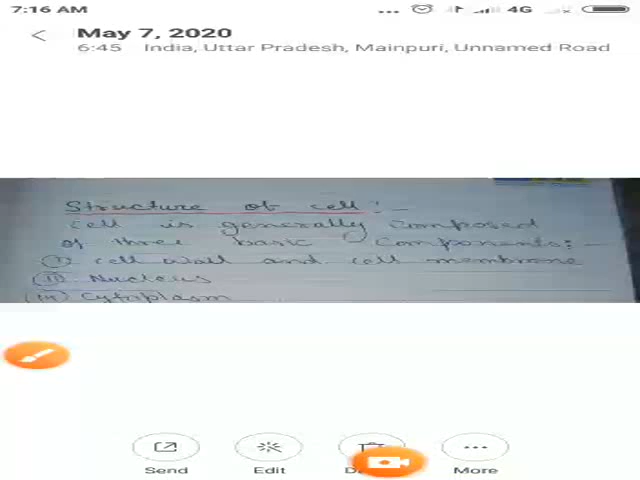 7:16 AM
4G
May 7, 2020
6:45 India, Uttar Pradesh, Mainpuri, Unnamed Road
Structure of cell:-
Cell is generally composed
of three basic components:-
(I) Cell wall and cell membrane
(II) Nucleus
(III) Cytoplasm
Send
Edit
More